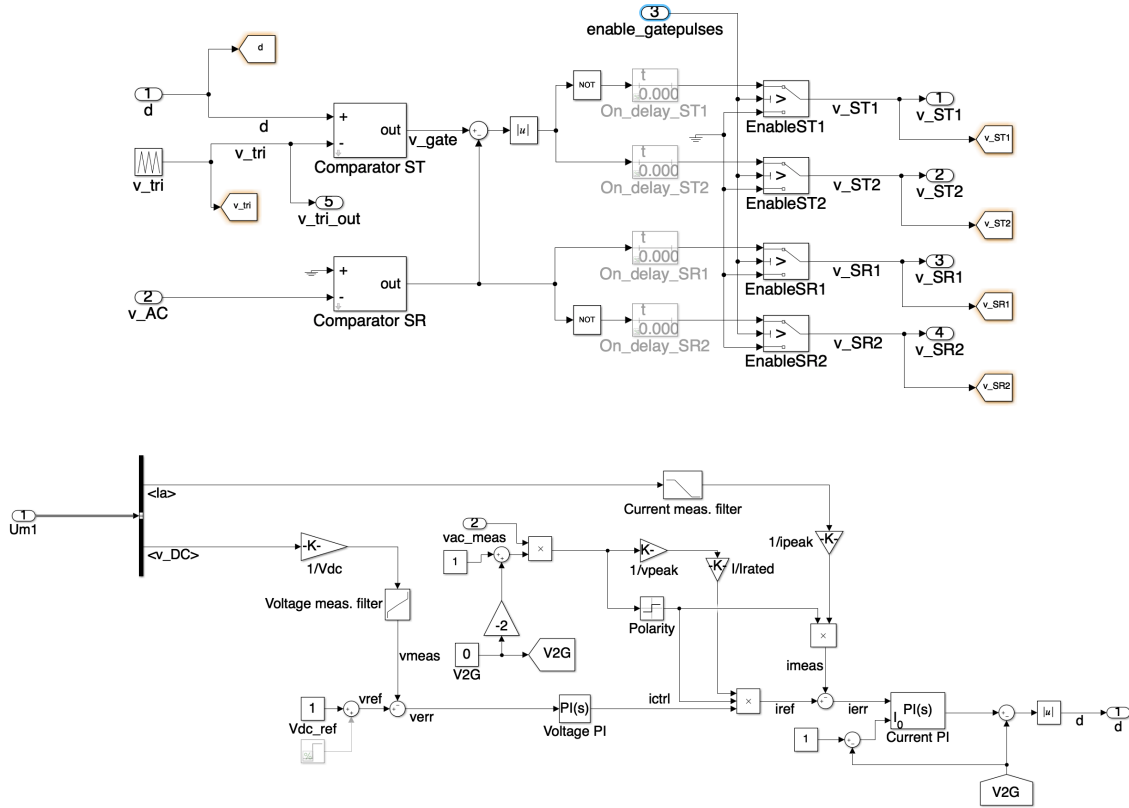 3
enable_gatepulses
d
1
d
d
+
-
out
Comparator ST
v_gate
+
-
|u|
NOT
t
0.000
On_delay_ST1
>
EnableST1
v_ST1
1
v_ST1
v_ST1
v_tri
v_tri
v_tri
5
v_tri_out
t
0.000
On_delay_ST2
>
EnableST2
v_ST2
2
v_ST2
v_ST2
2
v_AC
+
-
out
Comparator SR
t
0.000
On_delay_SR1
>
EnableSR1
v_SR1
3
v_SR1
v_SR1
NOT
t
0.000
On_delay_SR2
>
EnableSR2
v_SR2
4
v_SR2
v_SR2
1
Um1
<Ia>
<v_DC>
Current meas. filter
-K-
1/ipeak
-K-
1/Vdc
Voltage meas. filter
vmeas
2
vac_meas
1
×
-2
0
V2G
V2G
K-
1/vpeak
-K-
I/Irated
Polarity
×
imeas
1
Vdc_ref
vref
verr
PI(s)
Voltage PI
ictrl
×
iref
ierr
PI(s)
I0
Current PI
1
|u|
d
1
d
V2G